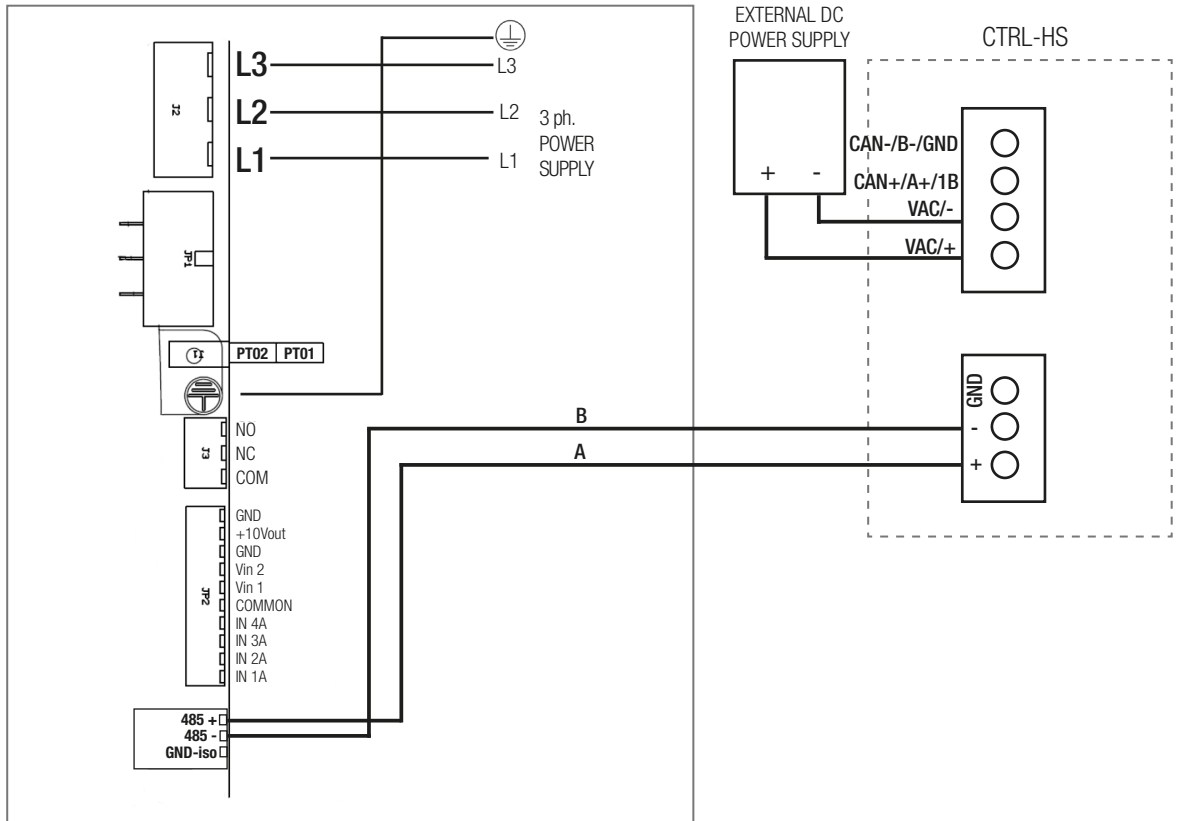 EXTERNAL DC
POWER SUPPLY
CTRL-HS
L3
L3
J2
L2
L2
3 ph.
POWER
SUPPLY
L1
L1
+ -
CAN-/B-/GND
CAN+/A+/1B
VAC/-
VAC/+
JP1
J1
PT02
PT01
J3
NO
NC
COM
B
A
GND
-
+
JP2
GND
+10Vout
GND
Vin 2
Vin 1
COMMON
IN 4A
IN 3A
IN 2A
IN 1A
485 +
485 -
GND-iso